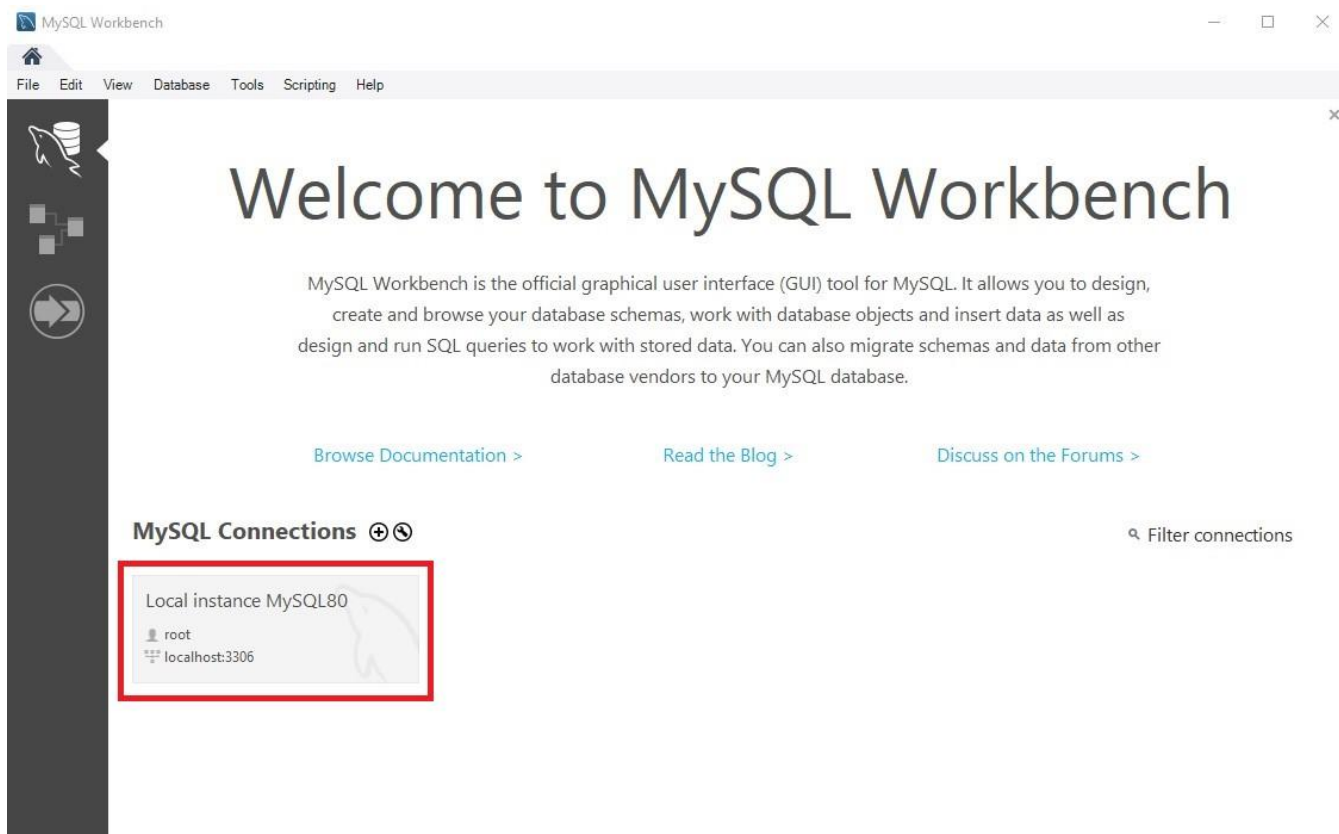 MySQL Workbench
File Edit View Database Tools Scripting Help
Welcome to MySQL Workbench
MySQL Workbench is the official graphical user interface (GUI) tool for MySQL. It allows you to design,
create and browse your database schemas, work with database objects and insert data as well as
design and run SQL queries to work with stored data. You can also migrate schemas and data from other
database vendors to your MySQL database.
Browse Documentation > Read the Blog > Discuss on the Forums >
MySQL Connections Filter connections
Local instance MySQL80
root
localhost:3306